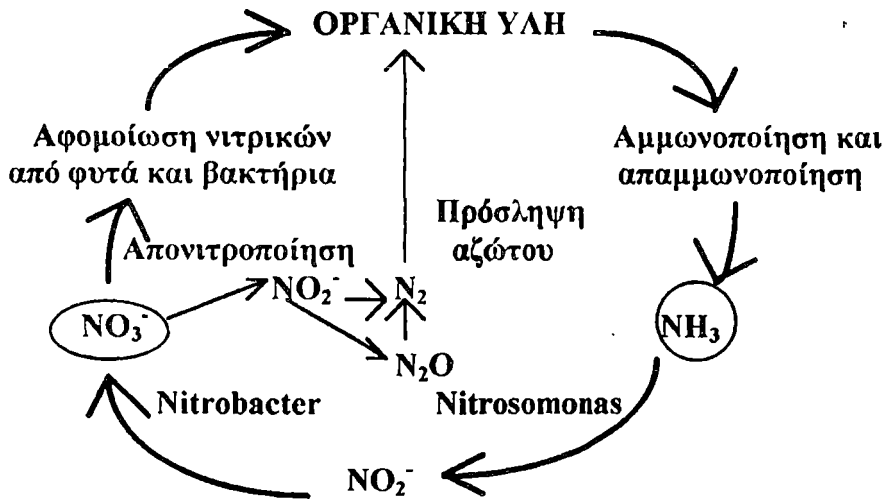 ΟΡΓΑΝΙΚΗ ΥΛΗ
Αφομοίωση νιτρικών
από φυτά και βακτήρια
Αμμωνοποίηση και
απαμμωνοποίηση
Πρόσληψη
αζώτου
Απονιτροποίηση
NO₂⁻
N₂
NO₃⁻
NH₃
N₂O
Nitrobacter
Nitrosomonas
NO₂⁻